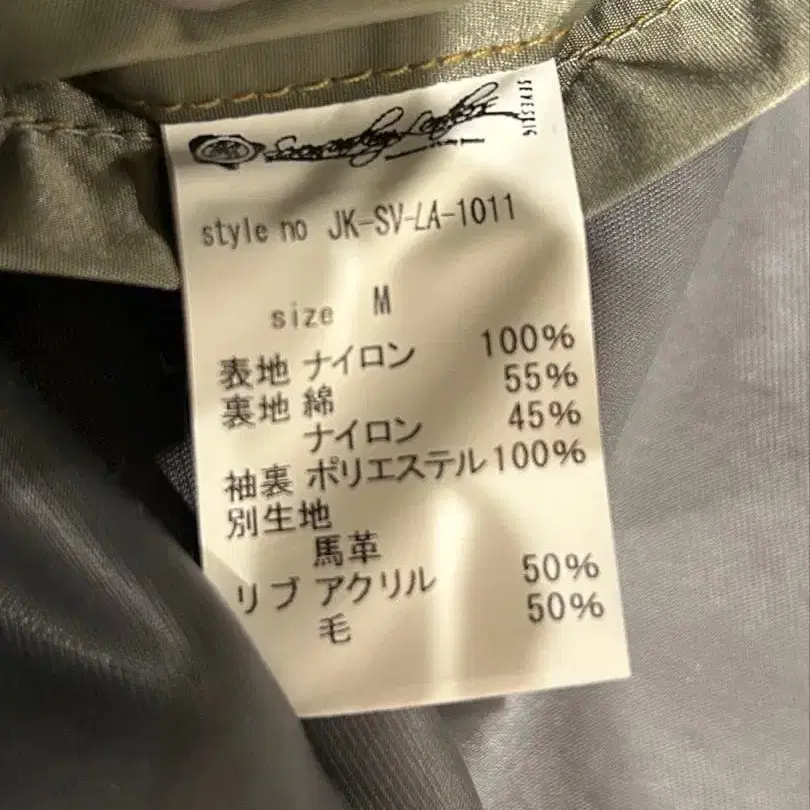 style no JK-SV-LA-1011
size M
表地 ナイロン 100%
裏地 綿 55%
ナイロン 45%
袖裏 ポリエステル 100%
別生地
馬革
リブ アクリル 50%
毛 50%